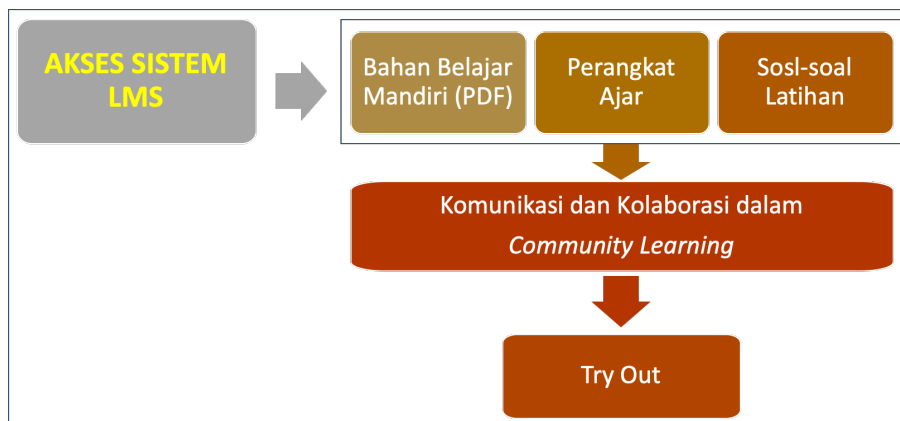 AKSES SISTEM
LMS
Bahan Belajar
Mandiri (PDF)
Perangkat
Ajar
Sosl-soal
Latihan
Komunikasi dan Kolaborasi dalam
Community Learning
Try Out